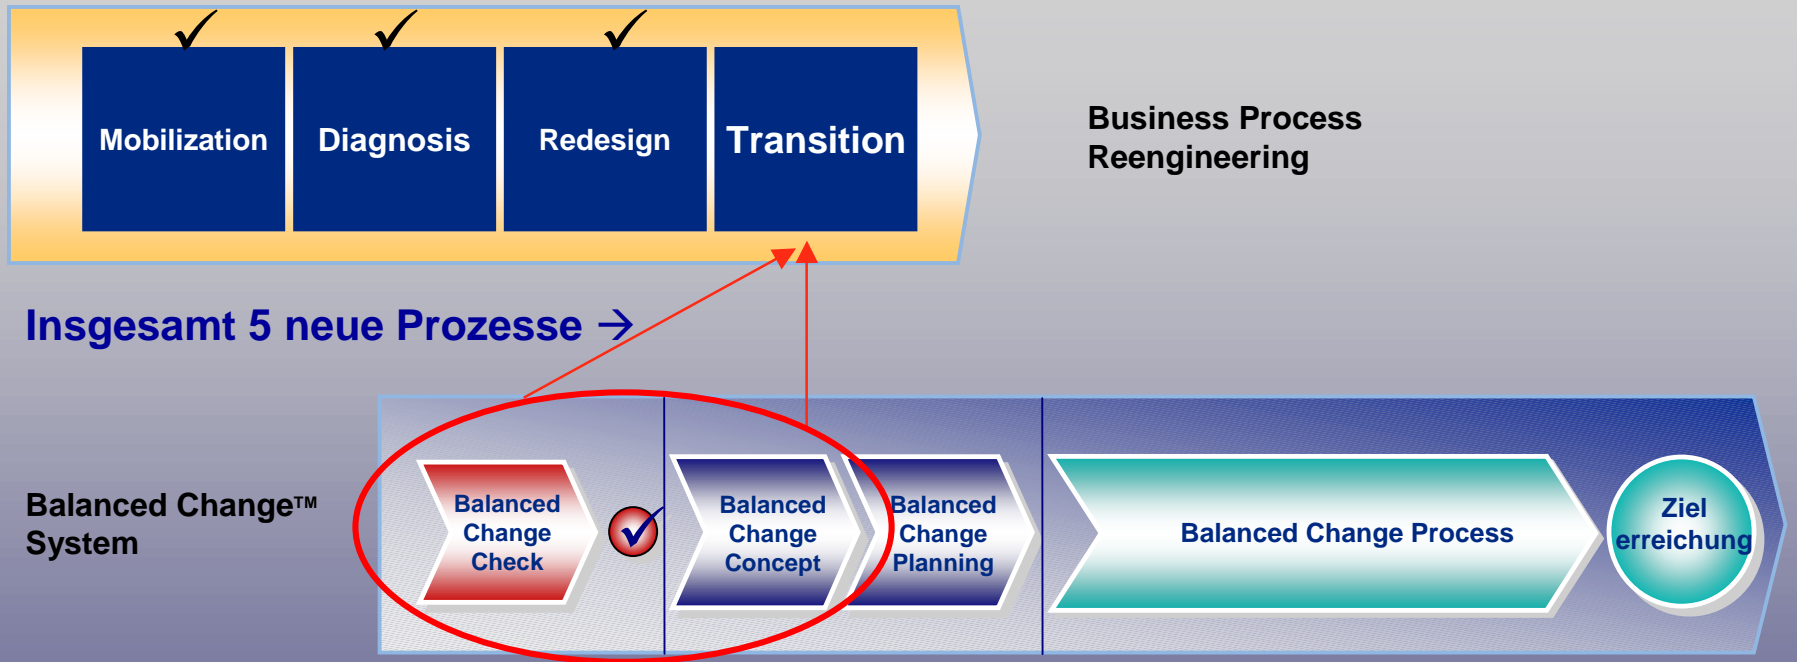 Mobilization
Diagnosis
Redesign
Transition
Business Process
Reengineering
Insgesamt 5 neue Prozesse →
Balanced Change™
System
Balanced
Change
Check
Balanced
Change
Concept
Balanced
Change
Planning
Balanced Change Process
Ziel
erreichung